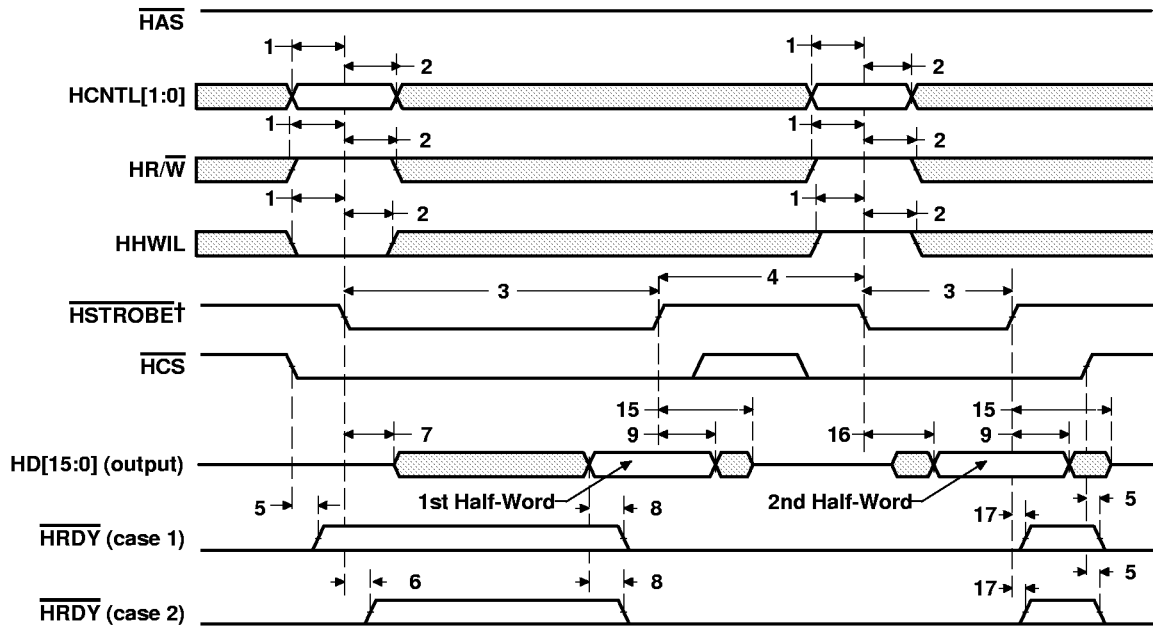 HAS
1 1
2 2
HCNTL[1:0]
1 1
2 2
HR/W
1 1
2 2
HHWIL
4
3 3
HSTROBE†
HCS
15 15
7 9 16 9
HD[15:0] (output)
1st Half-Word 2nd Half-Word
5 8 17 5
HRDY (case 1)
5
6 8 17
HRDY (case 2)